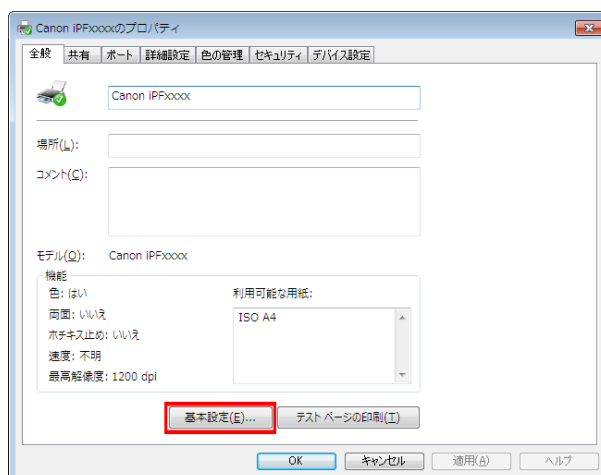 Canon iPFxxxxのプロパティ
全般 共有 ポート 詳細設定 色の管理 セキュリティ デバイス設定
Canon iPFxxxx
場所(L):
コメント(C):
モデル(O): Canon iPFxxxx
機能
色: はい 利用可能な用紙:
両面: いいえ ISO A4
ホチキス止め: いいえ
速度: 不明
最高解像度: 1200 dpi
基本設定(E)... テスト ページの印刷(T)
OK キャンセル 適用(A) ヘルプ